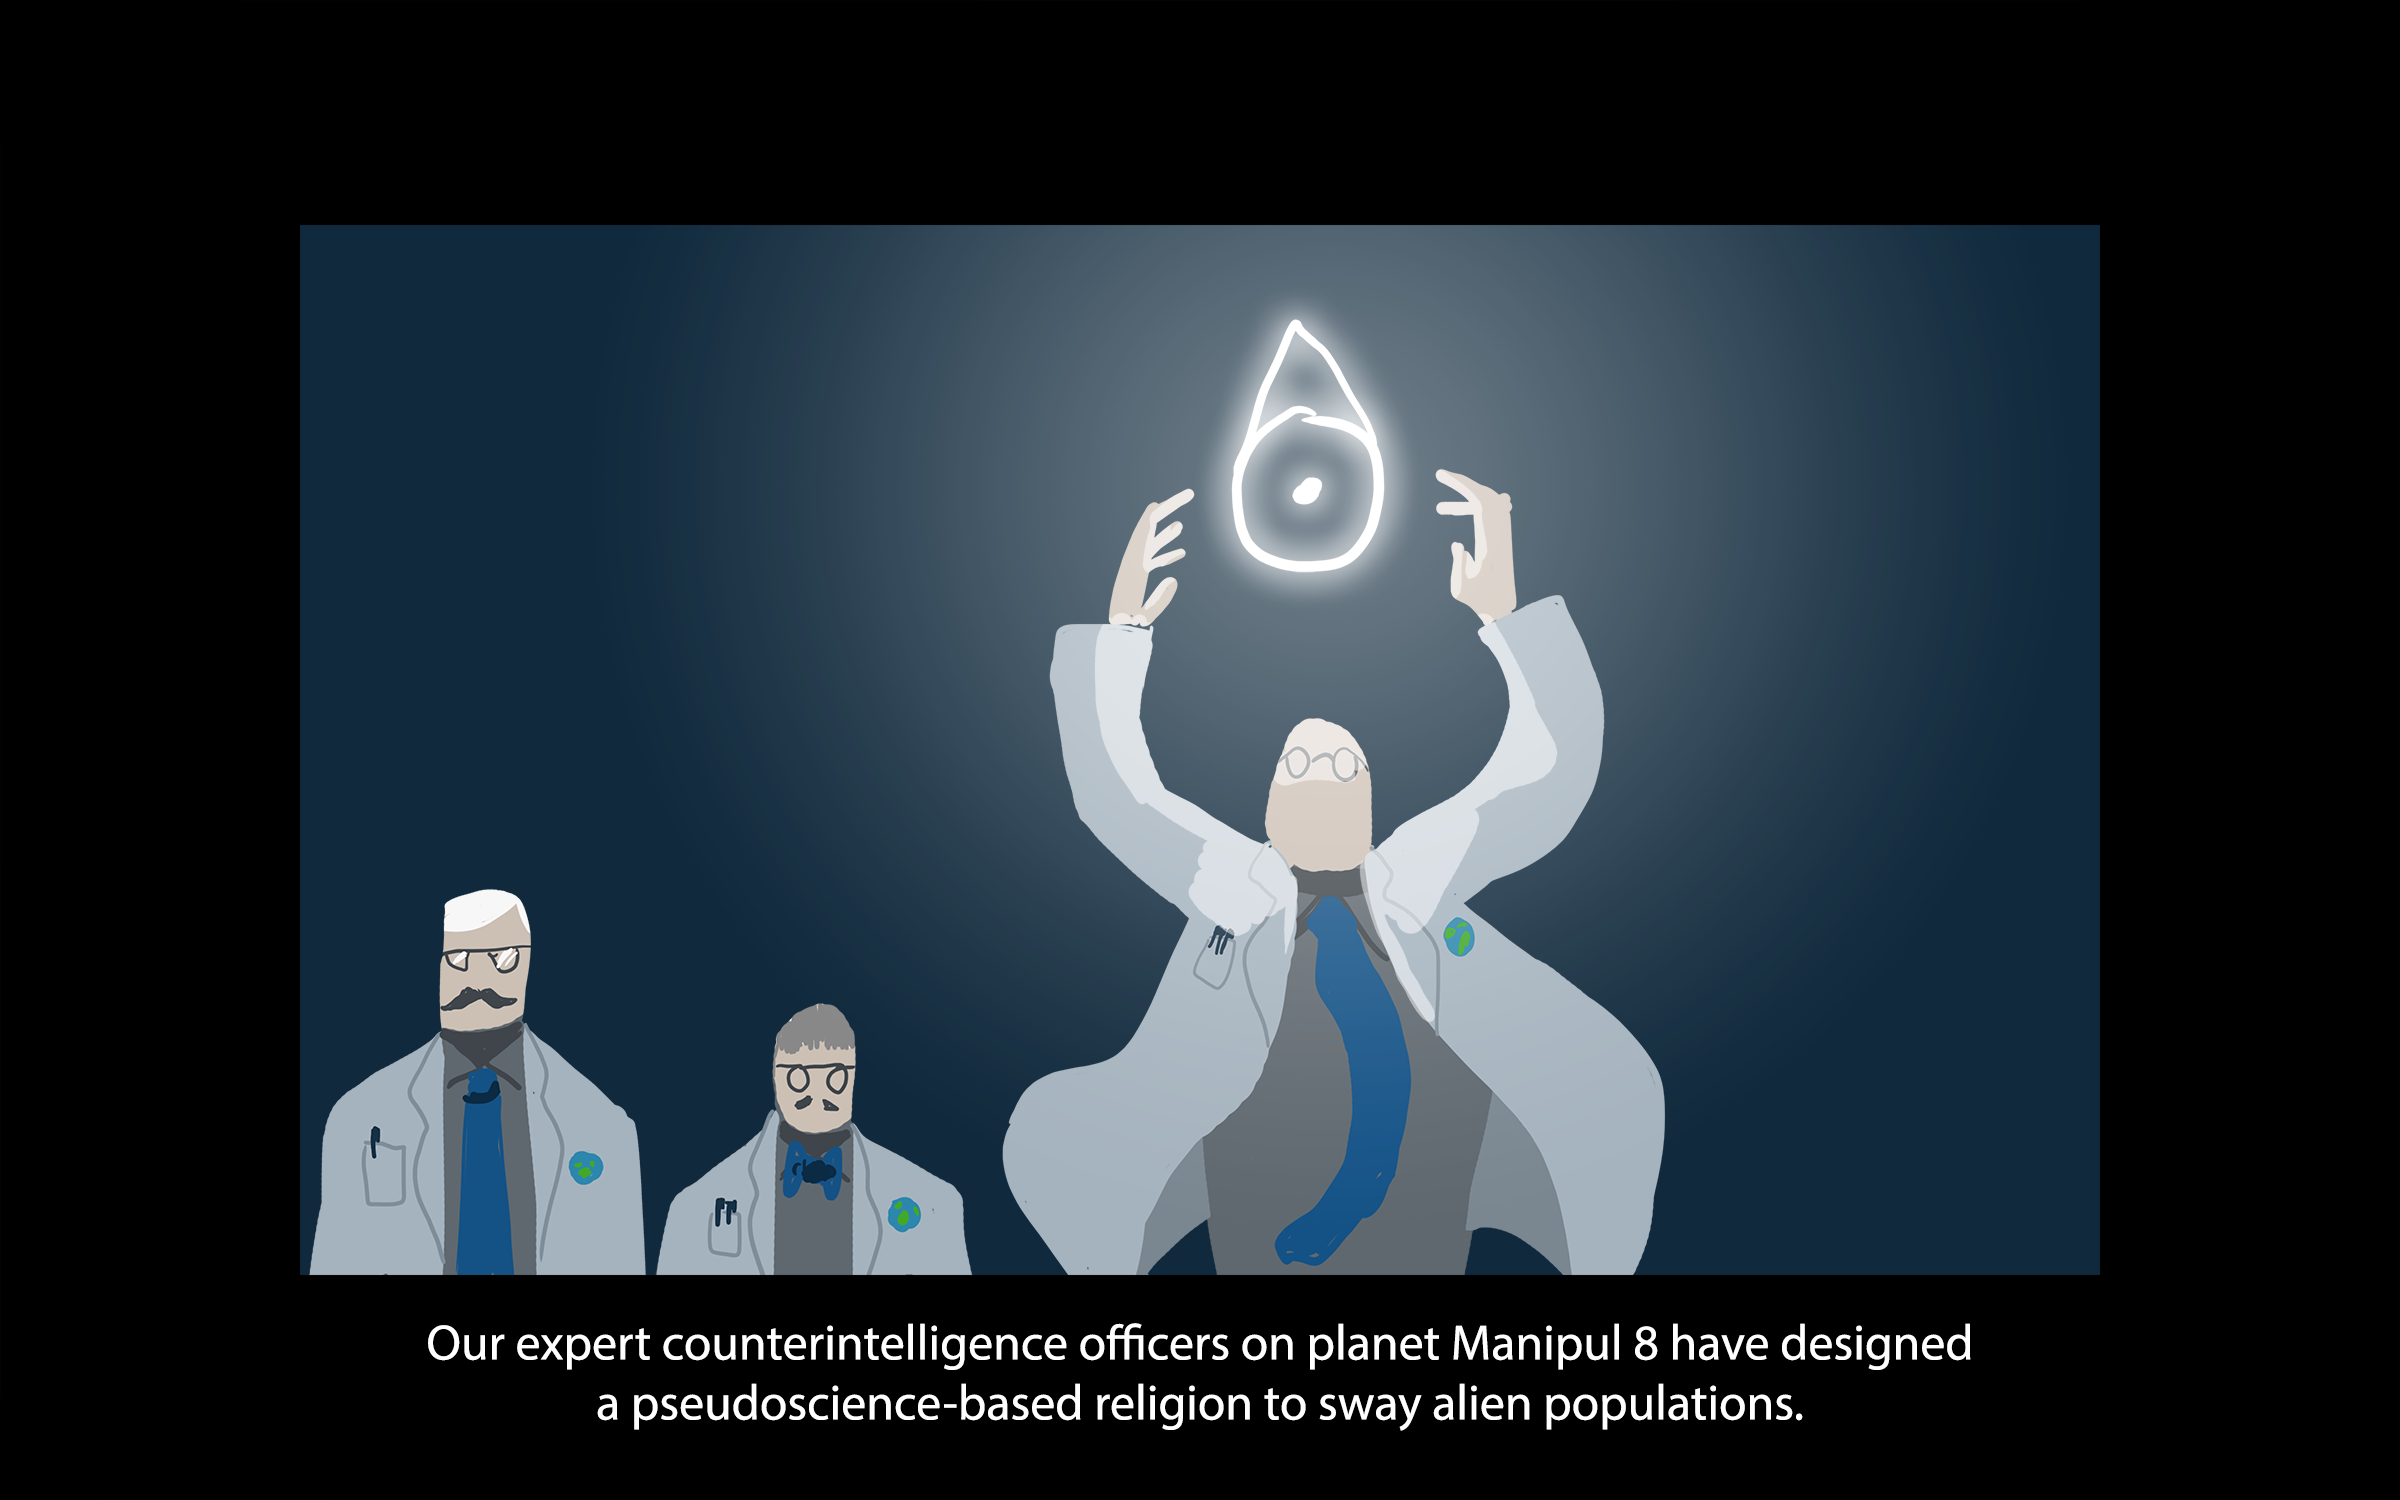 Our expert counterintelligence officers on planet Manipul 8 have designed
a pseudoscience-based religion to sway alien populations.